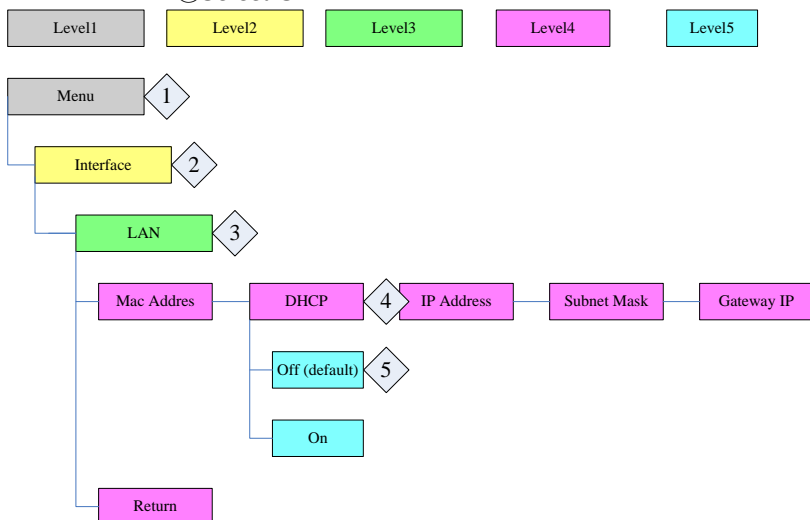 Level1 Level2 Level3 Level4 Level5
Menu 1
Interface 2
LAN 3
Mac Addres DHCP 4 IP Address Subnet Mask Gateway IP
Off (default) 5
On
Return